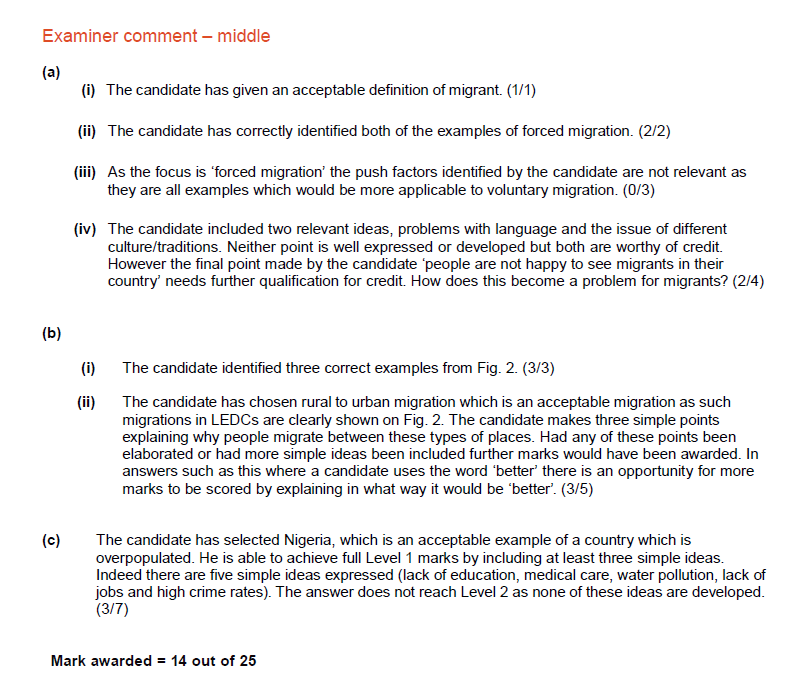 Examiner comment – middle
(a)
(i) The candidate has given an acceptable definition of migrant. (1/1)
(ii) The candidate has correctly identified both of the examples of forced migration. (2/2)
(iii) As the focus is 'forced migration' the push factors identified by the candidate are not relevant as
they are all examples which would be more applicable to voluntary migration. (0/3)
(iv) The candidate included two relevant ideas, problems with language and the issue of different
culture/traditions. Neither point is well expressed or developed but both are worthy of credit.
However the final point made by the candidate 'people are not happy to see migrants in their
country' needs further qualification for credit. How does this become a problem for migrants? (2/4)
(b)
(i) The candidate identified three correct examples from Fig. 2. (3/3)
(ii) The candidate has chosen rural to urban migration which is an acceptable migration as such
migrations in LEDCs are clearly shown on Fig. 2. The candidate makes three simple points
explaining why people migrate between these types of places. Had any of these points been
elaborated or had more simple ideas been included further marks would have been awarded. In
answers such as this where a candidate uses the word 'better' there is an opportunity for more
marks to be scored by explaining in what way it would be 'better'. (3/5)
(c) The candidate has selected Nigeria, which is an acceptable example of a country which is
overpopulated. He is able to achieve full Level 1 marks by including at least three simple ideas.
Indeed there are five simple ideas expressed (lack of education, medical care, water pollution, lack of
jobs and high crime rates). The answer does not reach Level 2 as none of these ideas are developed.
(3/7)
Mark awarded = 14 out of 25